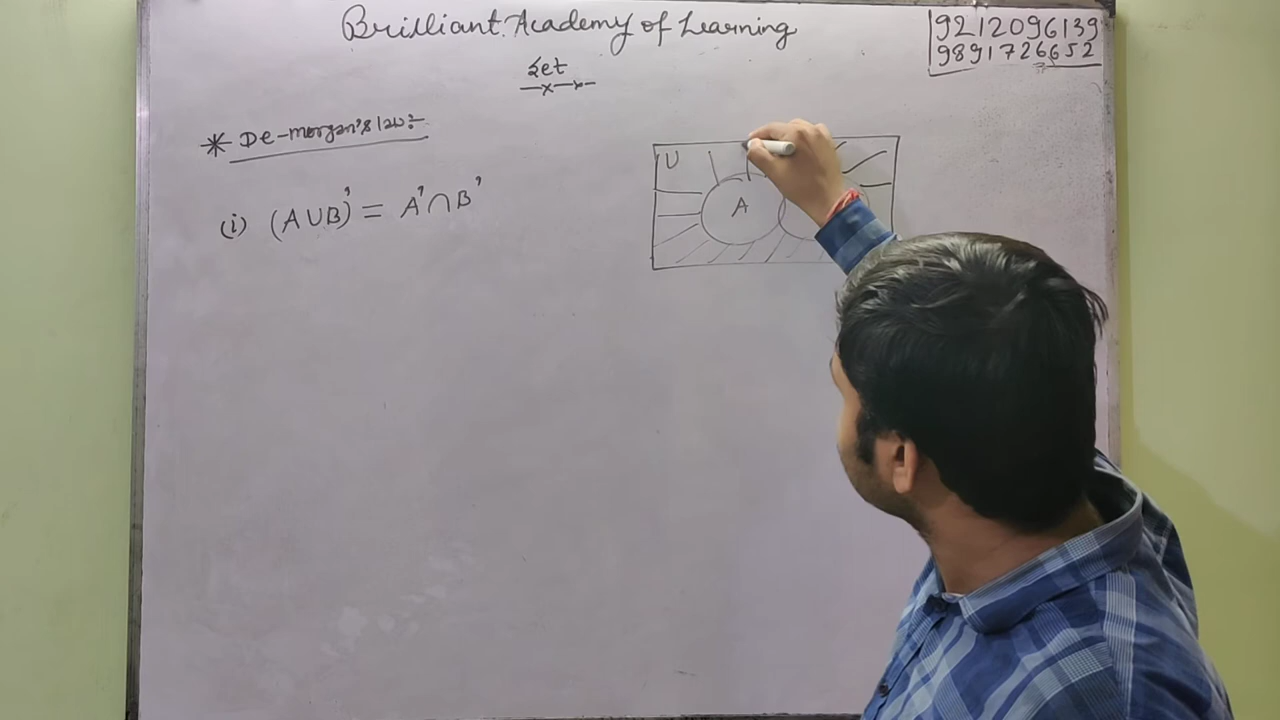 Brilliant Academy of Learning
9212096139
9891726652
Set
* De-morgan's law:-
(i) (A∪B)' = A'∩B'
U
A